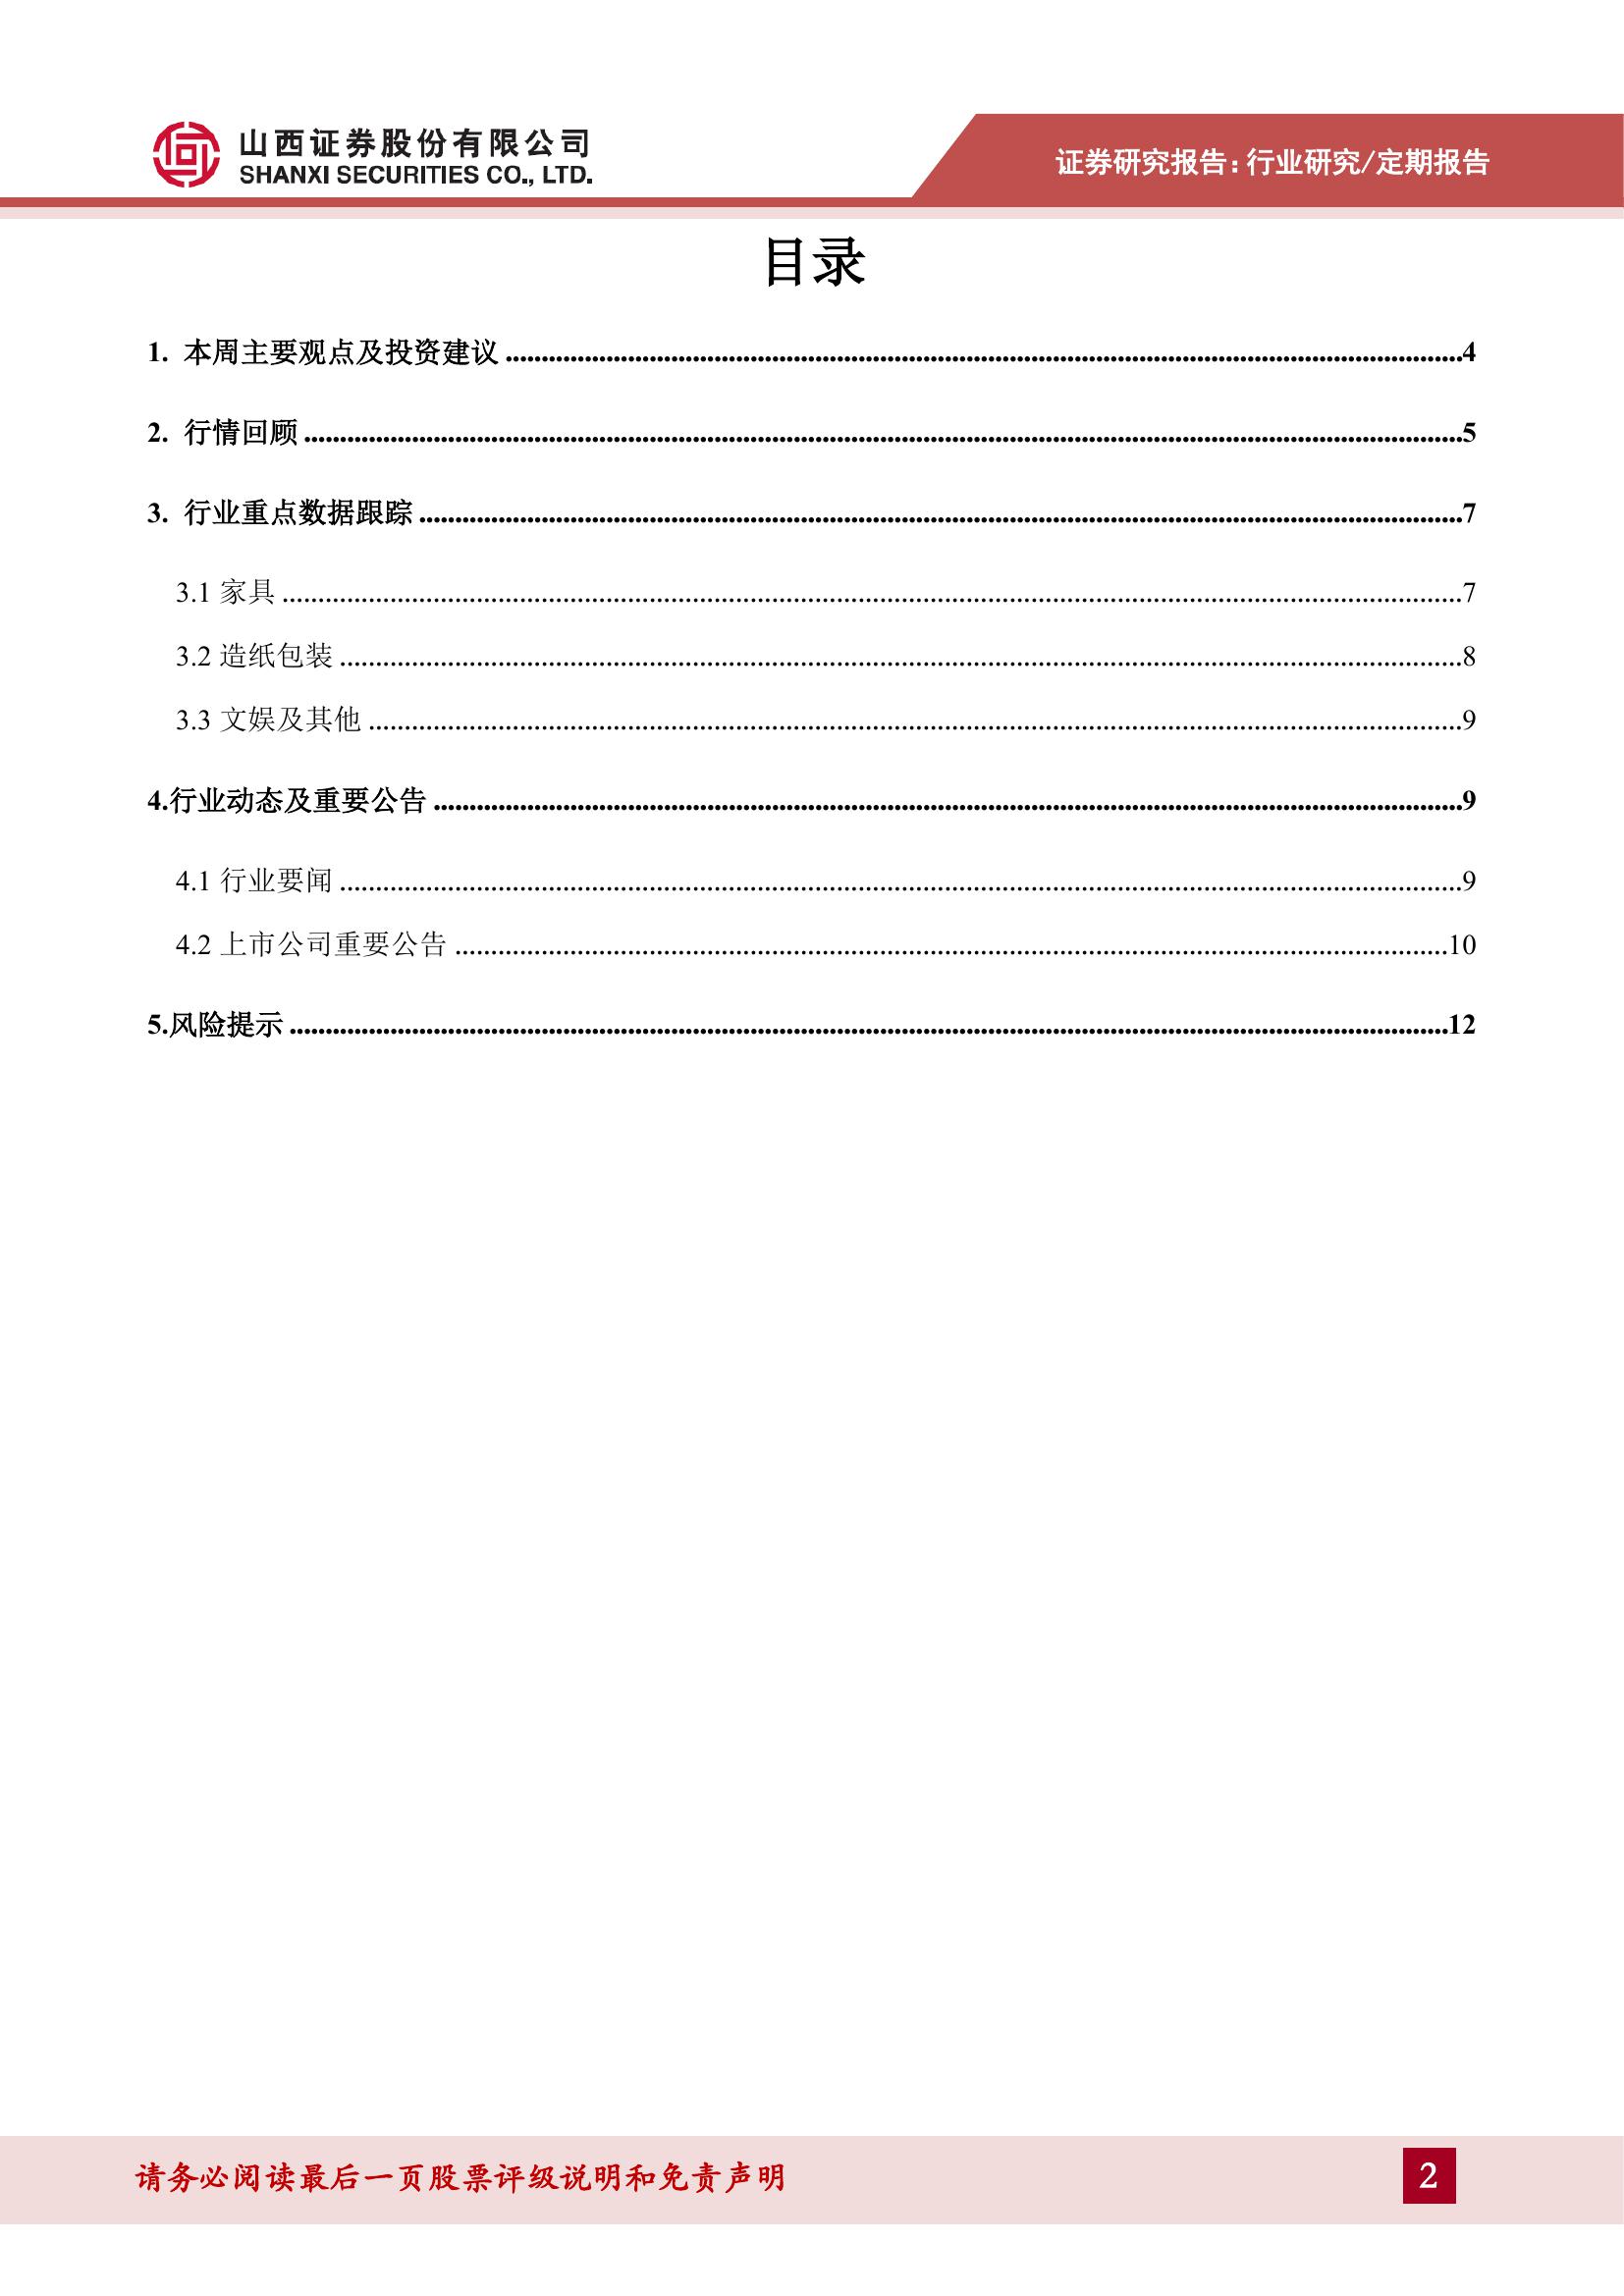 山西证券股份有限公司
SHANXI SECURITIES CO., LTD.
证券研究报告：行业研究/定期报告
目录
1. 本周主要观点及投资建议 ........ 4
2. 行情回顾 ........ 5
3. 行业重点数据跟踪 ........ 7
3.1 家具 ........ 7
3.2 造纸包装 ........ 8
3.3 文娱及其他 ........ 9
4.行业动态及重要公告 ........ 9
4.1 行业要闻 ........ 9
4.2 上市公司重要公告 ........ 10
5.风险提示 ........ 12
请务必阅读最后一页股票评级说明和免责声明
2